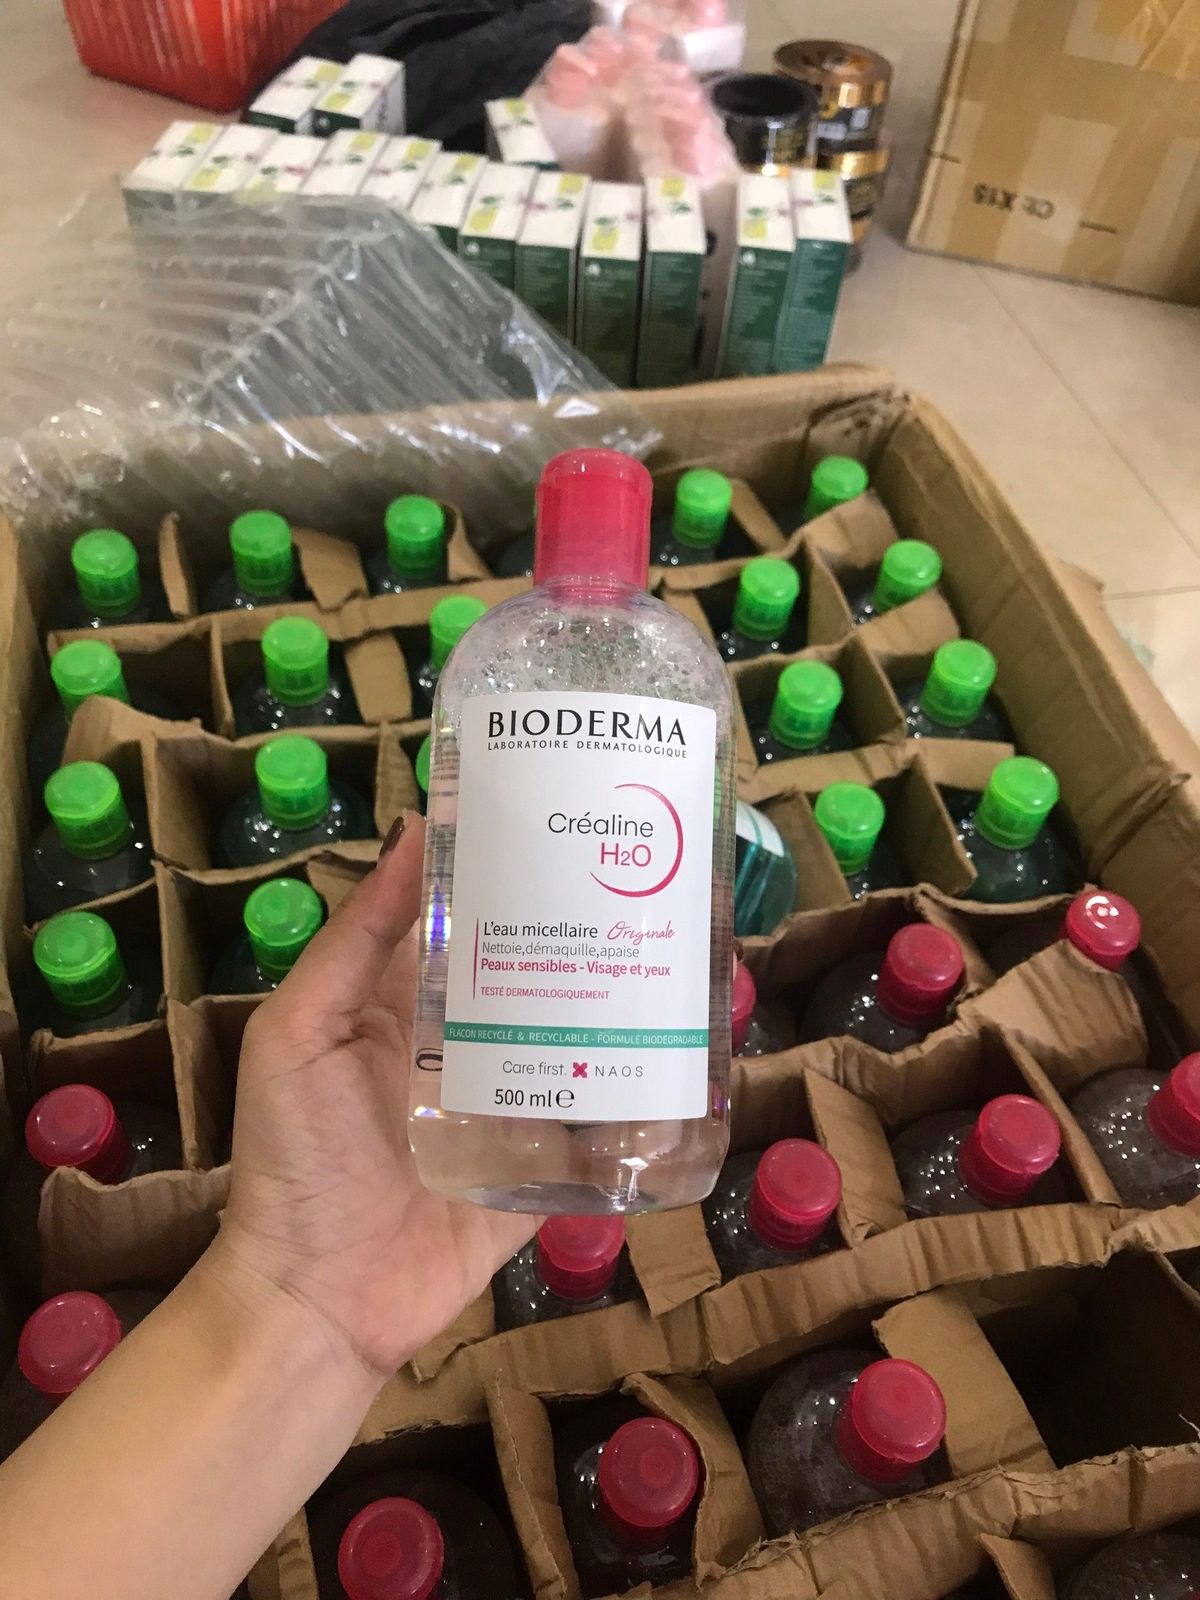 BIODERMA
LABORATOIRE DERMATOLOGIQUE
Créaline
H2O
L'eau micellaire Originale
Nettoie,démaquille,apaise
Peaux sensibles - Visage et yeux
TESTÉ DERMATOLOGIQUEMENT
FLACON RECYCLÉ & RECYCLABLE - FORMULE BIODEGRADABLE
Care first. NAOS
500 ml e